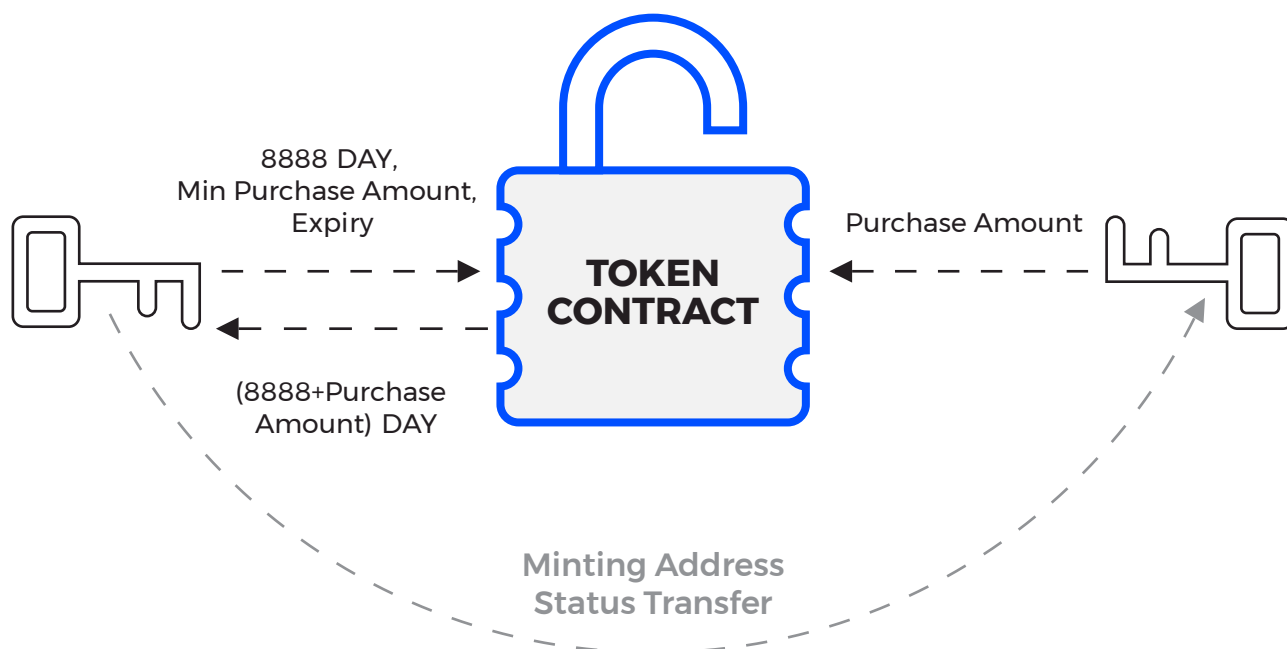 8888 DAY,
Min Purchase Amount,
Expiry
Purchase Amount
TOKEN
CONTRACT
(8888+Purchase
Amount) DAY
Minting Address
Status Transfer